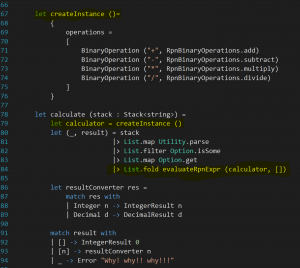 66
67 let createInstance ()=
68 {
69 operations =
70 [
71 BinaryOperation ("+", RpnBinaryOperations.add)
72 BinaryOperation ("-", RpnBinaryOperations.subtract)
73 BinaryOperation ("*", RpnBinaryOperations.multiply)
74 BinaryOperation ("/", RpnBinaryOperations.divide)
75 ]
76 }
77
78 let calculate (stack : Stack<string>) =
79 let calculator = createInstance ()
80 let (_, result) = stack
81 |> List.map Utility.parse
82 |> List.filter Option.isSome
83 |> List.map Option.get
84 |> List.fold evaluateRpnExpr (calculator, [])
85
86 let resultConverter res =
87 match res with
88 | Integer n -> IntegerResult n
89 | Decimal d -> DecimalResult d
90
91 match result with
92 | [] -> IntegerResult 0
93 | [n] -> resultConverter n
94 | _ -> Error "Why! why!! why!!!"